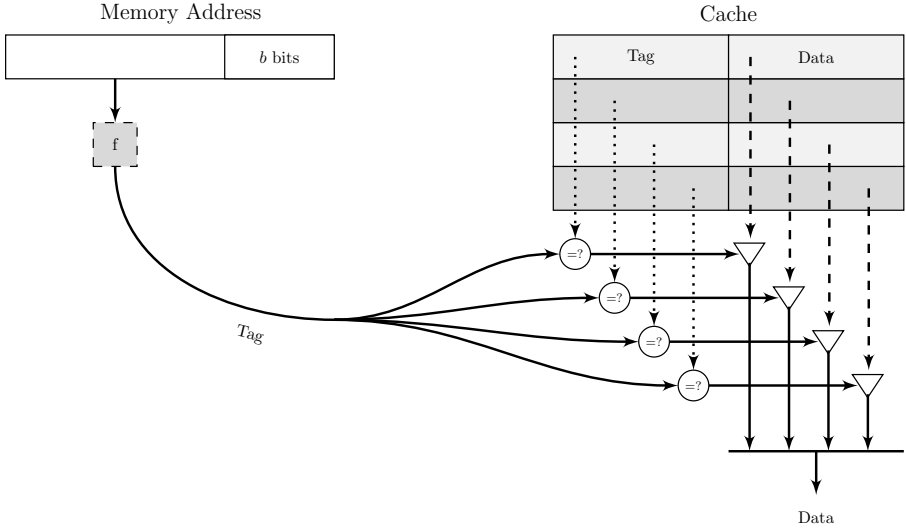 Memory Address
Cache
b bits
Tag
Data
f
=?
=?
=?
=?
Tag
Data